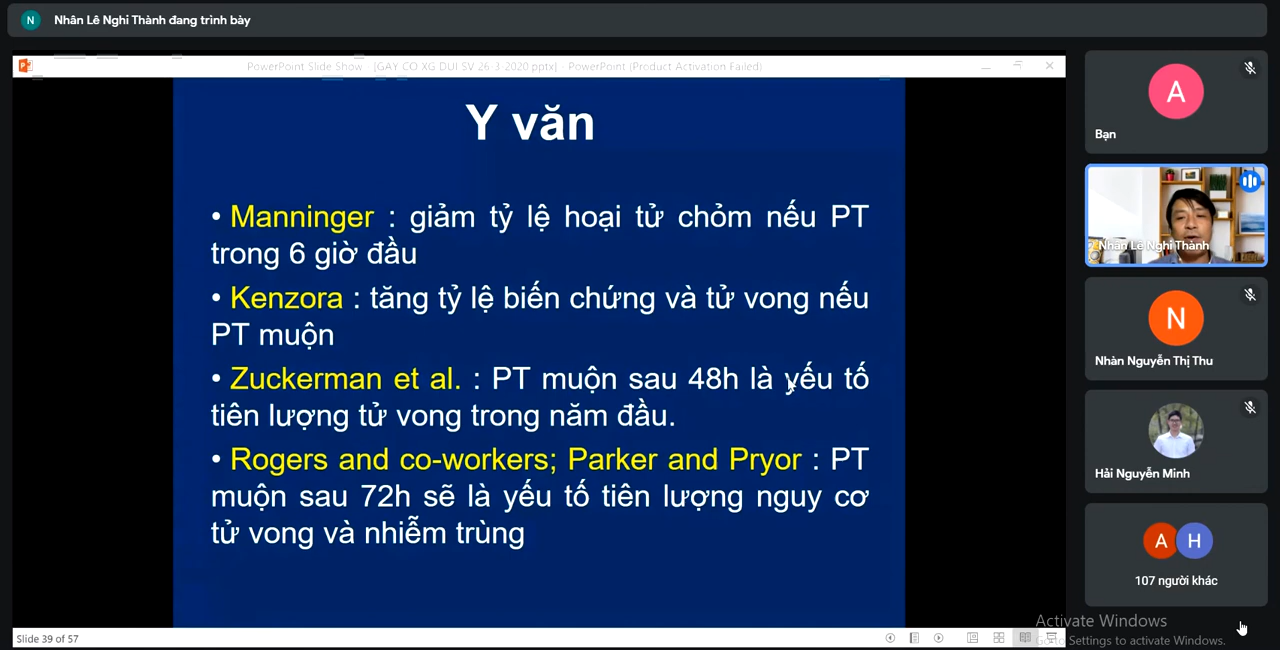 N Nhân Lê Nghi Thành đang trình bày
PowerPoint Slide Show - [GAY CO XG DUI SV 26-3-2020.pptx] - PowerPoint (Product Activation Failed)
Y văn
• Manninger : giảm tỷ lệ hoại tử chỏm nếu PT
trong 6 giờ đầu
• Kenzora : tăng tỷ lệ biến chứng và tử vong nếu
PT muộn
• Zuckerman et al. : PT muộn sau 48h là yếu tố
tiên lượng tử vong trong năm đầu.
• Rogers and co-workers; Parker and Pryor : PT
muộn sau 72h sẽ là yếu tố tiên lượng nguy cơ
tử vong và nhiễm trùng
Slide 39 of 57
A
Bạn
Nhân Lê Nghi Thành
N
Nhàn Nguyễn Thị Thu
Hải Nguyễn Minh
A H
107 người khác
Activate Windows
Go to Settings to activate Windows.